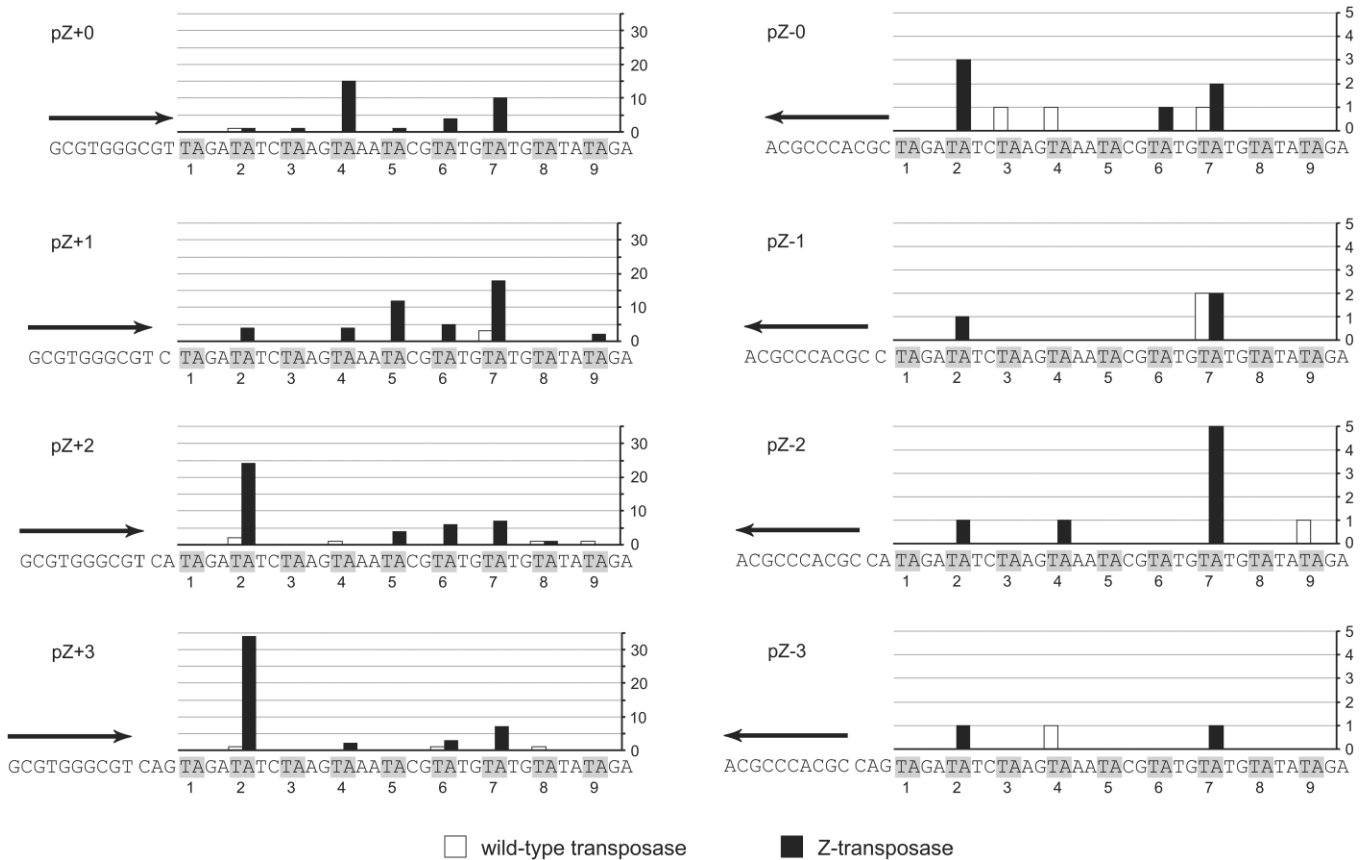 pZ+0
30
20
10
0
GCGTGGGCGT TAGATATCTAAGTAAATACGTATGTATGTATATAGA
1 2 3 4 5 6 7 8 9
pZ-0
5
4
3
2
1
0
ACGCCCACGC TAGATATCTAAGTAAATACGTATGTATGTATATAGA
1 2 3 4 5 6 7 8 9
pZ+1
30
20
10
0
GCGTGGGCGT C TAGATATCTAAGTAAATACGTATGTATGTATATAGA
1 2 3 4 5 6 7 8 9
pZ-1
5
4
3
2
1
0
ACGCCCACGC C TAGATATCTAAGTAAATACGTATGTATGTATATAGA
1 2 3 4 5 6 7 8 9
pZ+2
30
20
10
0
GCGTGGGCGT CA TAGATATCTAAGTAAATACGTATGTATGTATATAGA
1 2 3 4 5 6 7 8 9
pZ-2
5
4
3
2
1
0
ACGCCCACGC CA TAGATATCTAAGTAAATACGTATGTATGTATATAGA
1 2 3 4 5 6 7 8 9
pZ+3
30
20
10
0
GCGTGGGCGT CAG TAGATATCTAAGTAAATACGTATGTATGTATATAGA
1 2 3 4 5 6 7 8 9
pZ-3
5
4
3
2
1
0
ACGCCCACGC CAG TAGATATCTAAGTAAATACGTATGTATGTATATAGA
1 2 3 4 5 6 7 8 9
wild-type transposase
Z-transposase